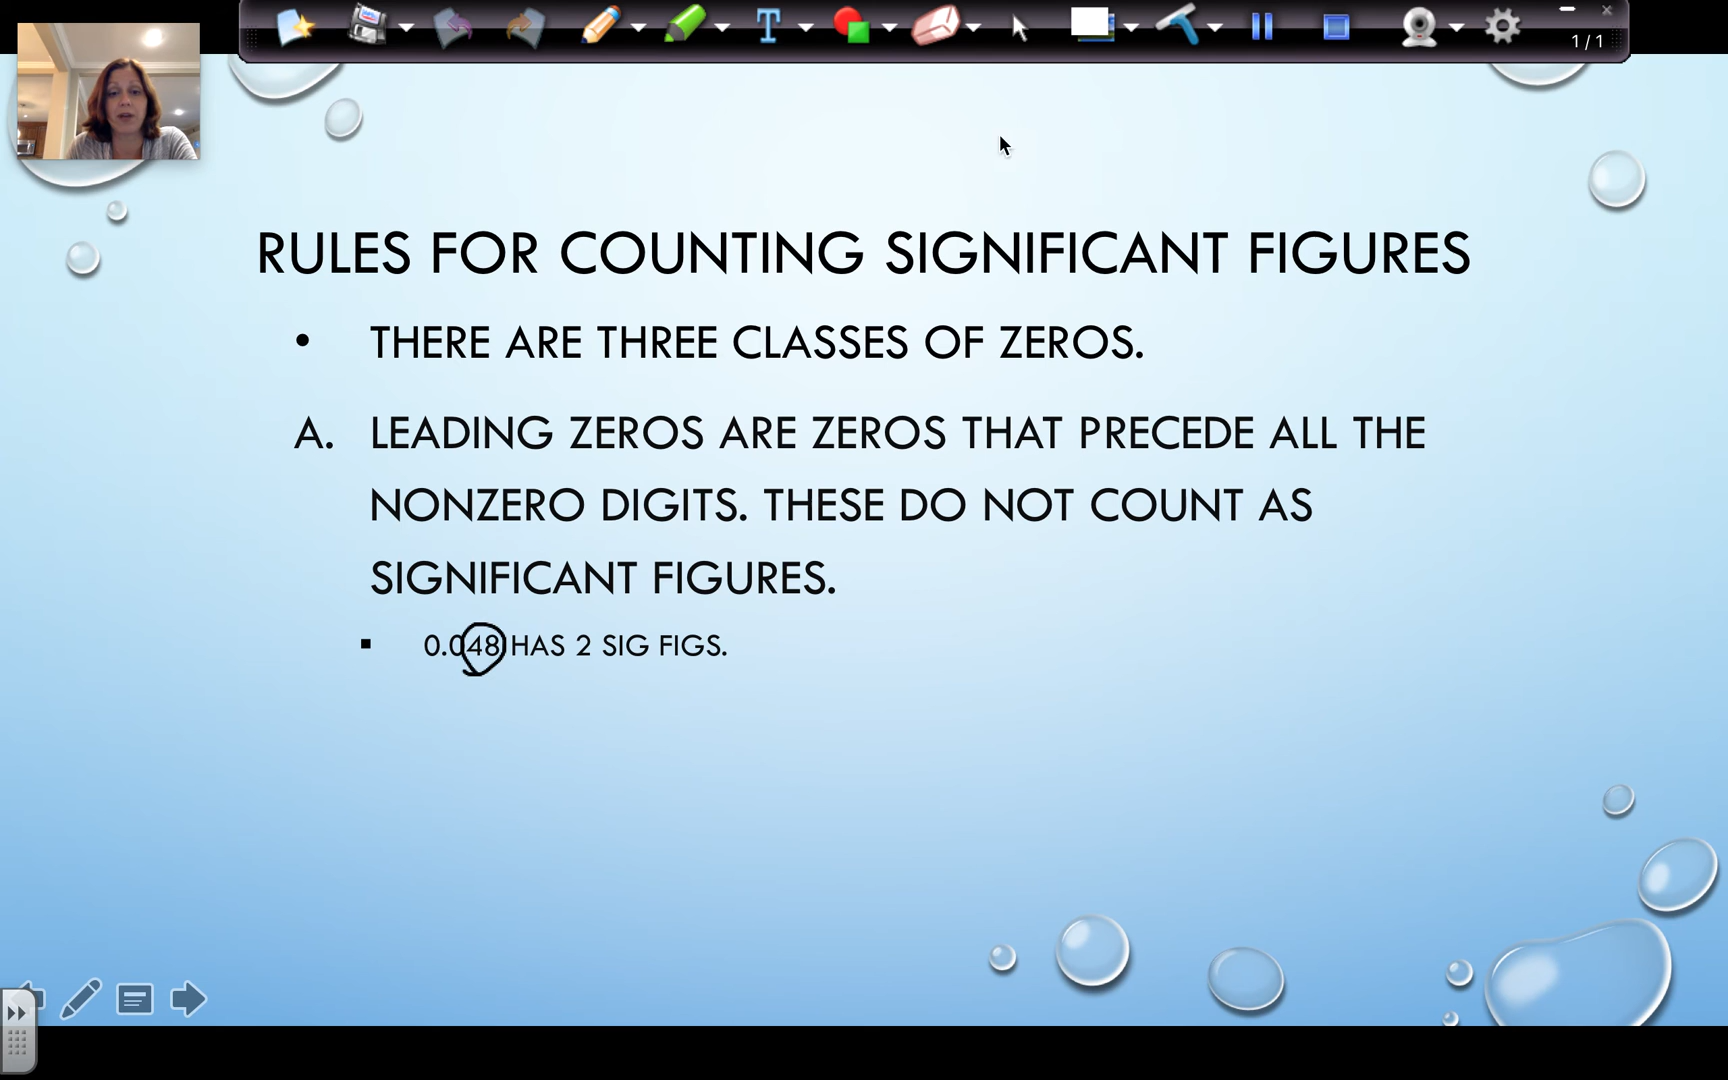 1 / 1
RULES FOR COUNTING SIGNIFICANT FIGURES
• THERE ARE THREE CLASSES OF ZEROS.
A. LEADING ZEROS ARE ZEROS THAT PRECEDE ALL THE
NONZERO DIGITS. THESE DO NOT COUNT AS
SIGNIFICANT FIGURES.
▪ 0.048 HAS 2 SIG FIGS.